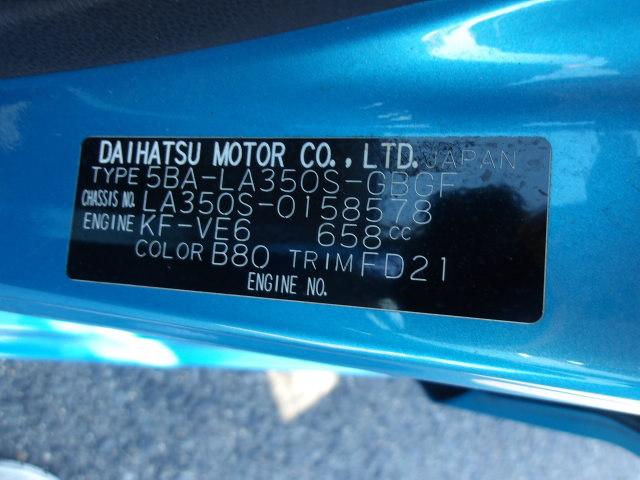 DAIHATSU MOTOR CO., LTD. JAPAN
TYPE 5BA-LA350S-GBGF
CHASSIS NO. LA350S-0158578
ENGINE KF-VE6 658cc
COLOR B80 TRIM FD21
ENGINE NO.